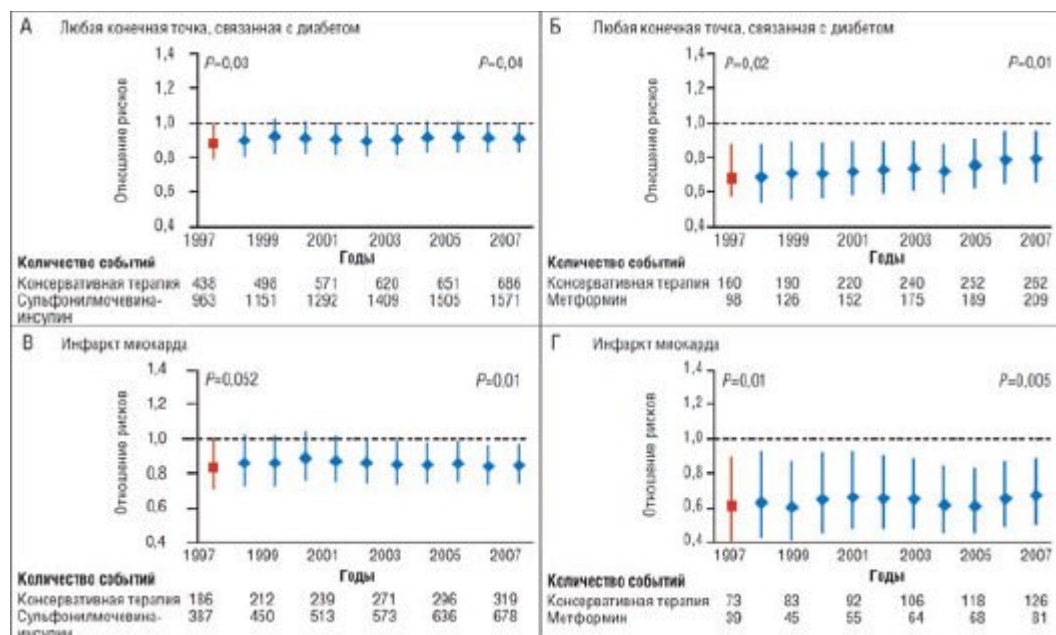 А Любая конечная точка, связанная с диабетом
1,4
P=0,03 P=0,04
1,2
1,0
0,8
0,6
0,4
Отношение рисков
1997 1999 2001 2003 2005 2007
Количество событий Годы
Консервативная терапия 438 498 571 620 651 686
Сульфонилмочевина- 963 1151 1292 1409 1505 1571
инсулин
Б Любая конечная точка, связанная с диабетом
1,4
P=0,02 P=0,01
1,2
1,0
0,8
0,6
0,4
Отношение рисков
1997 1999 2001 2003 2005 2007
Количество событий Годы
Консервативная терапия 160 190 220 240 252 262
Метформин 98 126 152 175 189 209
В Инфаркт миокарда
1,4
P=0,052 P=0,01
1,2
1,0
0,8
0,6
0,4
Отношение рисков
1997 1999 2001 2003 2005 2007
Количество событий Годы
Консервативная терапия 186 212 239 271 296 319
Сульфонилмочевина- 387 450 513 573 636 678
инсулин
Г Инфаркт миокарда
1,4
P=0,01 P=0,005
1,2
1,0
0,8
0,6
0,4
Отношение рисков
1997 1999 2001 2003 2005 2007
Количество событий Годы
Консервативная терапия 73 83 92 106 118 126
Метформин 39 45 55 64 68 81